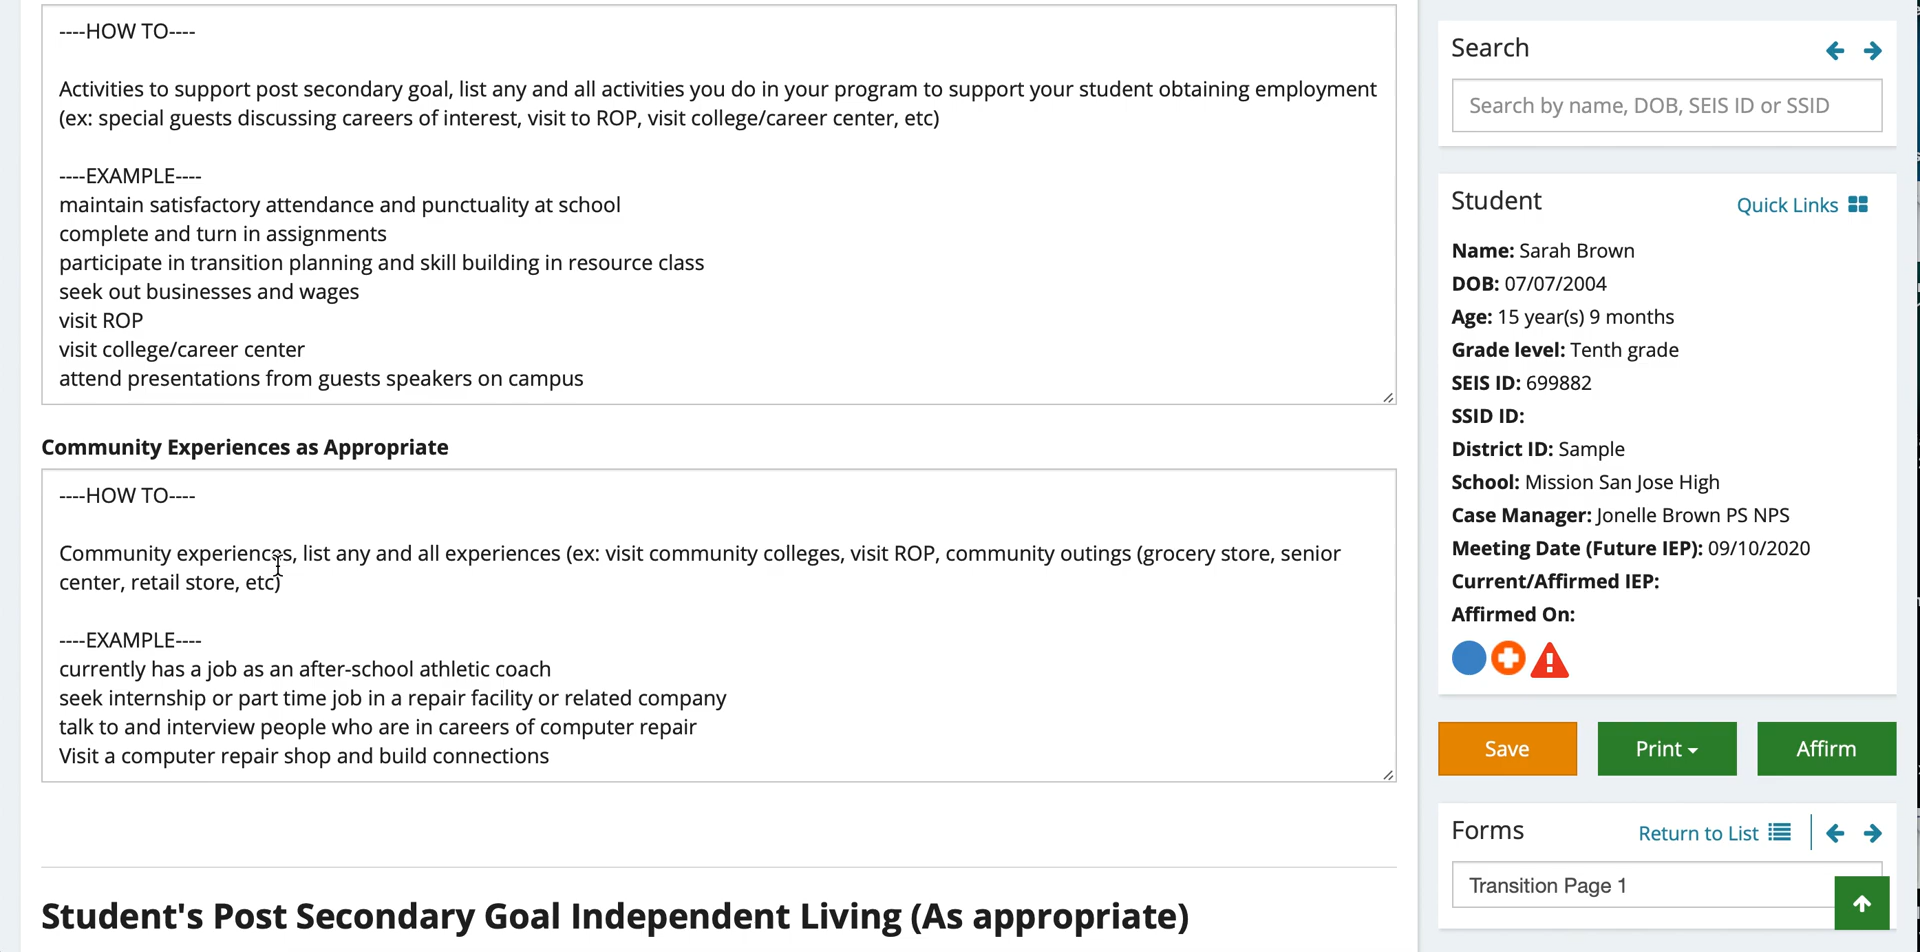 ----HOW TO----
Activities to support post secondary goal, list any and all activities you do in your program to support your student obtaining employment
(ex: special guests discussing careers of interest, visit to ROP, visit college/career center, etc)
----EXAMPLE----
maintain satisfactory attendance and punctuality at school
complete and turn in assignments
participate in transition planning and skill building in resource class
seek out businesses and wages
visit ROP
visit college/career center
attend presentations from guests speakers on campus
Community Experiences as Appropriate
----HOW TO----
Community experiences, list any and all experiences (ex: visit community colleges, visit ROP, community outings (grocery store, senior
center, retail store, etc)
----EXAMPLE----
currently has a job as an after-school athletic coach
seek internship or part time job in a repair facility or related company
talk to and interview people who are in careers of computer repair
Visit a computer repair shop and build connections
Student's Post Secondary Goal Independent Living (As appropriate)
Search
Search by name, DOB, SEIS ID or SSID
Student
Quick Links
Name: Sarah Brown
DOB: 07/07/2004
Age: 15 year(s) 9 months
Grade level: Tenth grade
SEIS ID: 699882
SSID ID:
District ID: Sample
School: Mission San Jose High
Case Manager: Jonelle Brown PS NPS
Meeting Date (Future IEP): 09/10/2020
Current/Affirmed IEP:
Affirmed On:
Save
Print
Affirm
Forms
Return to List
Transition Page 1